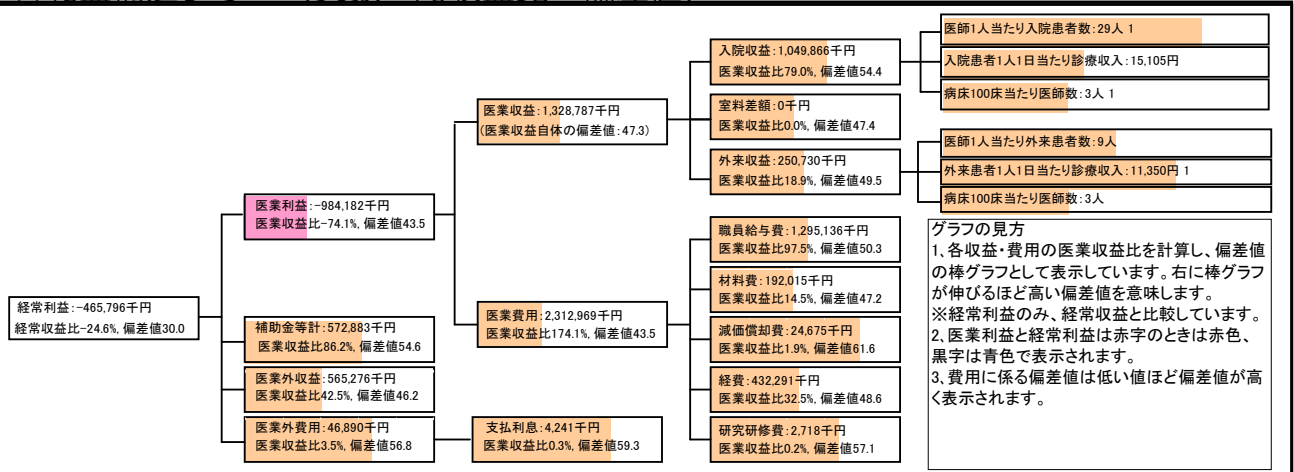 経常利益:-465,796千円
経常収益比-24.6%, 偏差値30.0
医業利益:-984,182千円
医業収益比-74.1%, 偏差値43.5
補助金等計:572,883千円
医業収益比86.2%, 偏差値54.6
医業外収益:565,276千円
医業収益比42.5%, 偏差値46.2
医業外費用:46,890千円
医業収益比3.5%, 偏差値56.8
医業収益:1,328,787千円
(医業収益自体の偏差値:47.3)
医業費用:2,312,969千円
医業収益比174.1%, 偏差値43.5
支払利息:4,241千円
医業収益比0.3%, 偏差値59.3
入院収益:1,049,866千円
医業収益比79.0%, 偏差値54.4
室料差額:0千円
医業収益比0.0%, 偏差値47.4
外来収益:250,730千円
医業収益比18.9%, 偏差値49.5
職員給与費:1,295,136千円
医業収益比97.5%, 偏差値50.3
材料費:192,015千円
医業収益比14.5%, 偏差値47.2
減価償却費:24,675千円
医業収益比1.9%, 偏差値61.6
経費:432,291千円
医業収益比32.5%, 偏差値48.6
研究研修費:2,718千円
医業収益比0.2%, 偏差値57.1
医師1人当たり入院患者数:29人 1
入院患者1人1日当たり診療収入:15,105円
病床100床当たり医師数:3人 1
医師1人当たり外来患者数:9人
外来患者1人1日当たり診療収入:11,350円 1
病床100床当たり医師数:3人
グラフの見方
1、各収益・費用の医業収益比を計算し、偏差値
の棒グラフとして表示しています。右に棒グラフ
が伸びるほど高い偏差値を意味します。
※経常利益のみ、経常収益と比較しています。
2、医業利益と経常利益は赤字のときは赤色、
黒字は青色で表示されます。
3、費用に係る偏差値は低い値ほど偏差値が高
く表示されます。